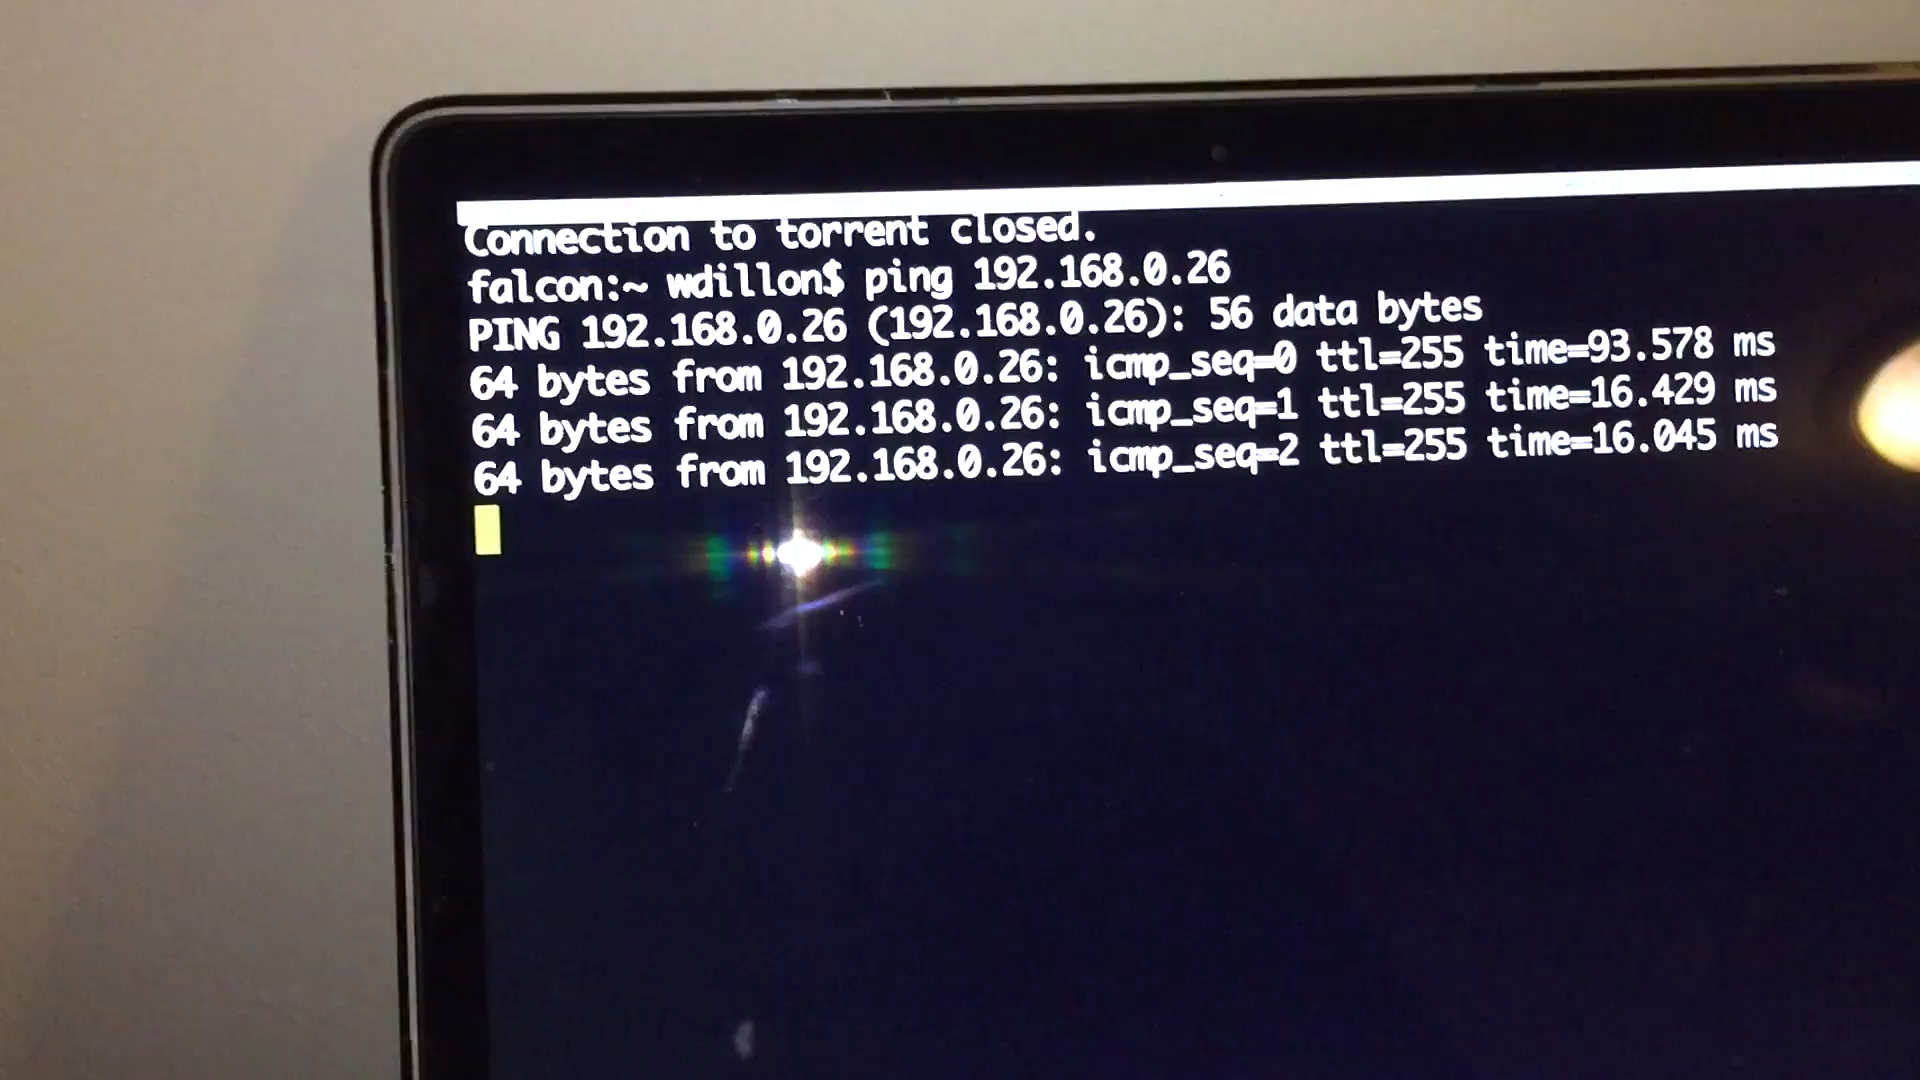 Connection to torrent closed.
falcon:~ wdillon$ ping 192.168.0.26
PING 192.168.0.26 (192.168.0.26): 56 data bytes
64 bytes from 192.168.0.26: icmp_seq=0 ttl=255 time=93.578 ms
64 bytes from 192.168.0.26: icmp_seq=1 ttl=255 time=16.429 ms
64 bytes from 192.168.0.26: icmp_seq=2 ttl=255 time=16.045 ms